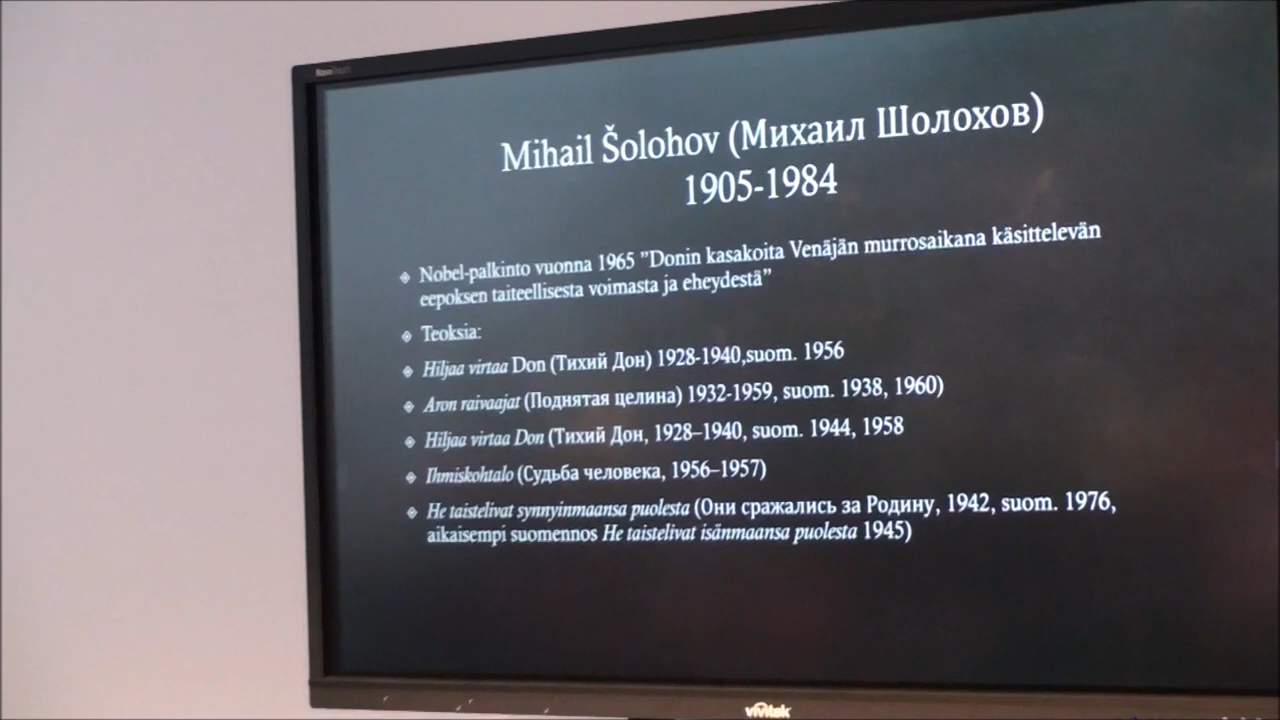 Mihail Šolohov (Михаил Шолохов)
1905-1984
Nobel-palkinto vuonna 1965 ”Donin kasakoita Venäjän murrosaikana käsittelevän
eepoksen taiteellisesta voimasta ja eheydestä”
Teoksia:
Hiljaa virtaa Don (Тихий Дон) 1928-1940,suom. 1956
Aron raivaajat (Поднятая целина) 1932-1959, suom. 1938, 1960)
Hiljaa virtaa Don (Тихий Дон, 1928–1940, suom. 1944, 1958
Ihmiskohtalo (Судьба человека, 1956–1957)
He taistelivat synnyinmaansa puolesta (Они сражались за Родину, 1942, suom. 1976,
aikaisempi suomennos He taistelivat isänmaansa puolesta 1945)
vivitek